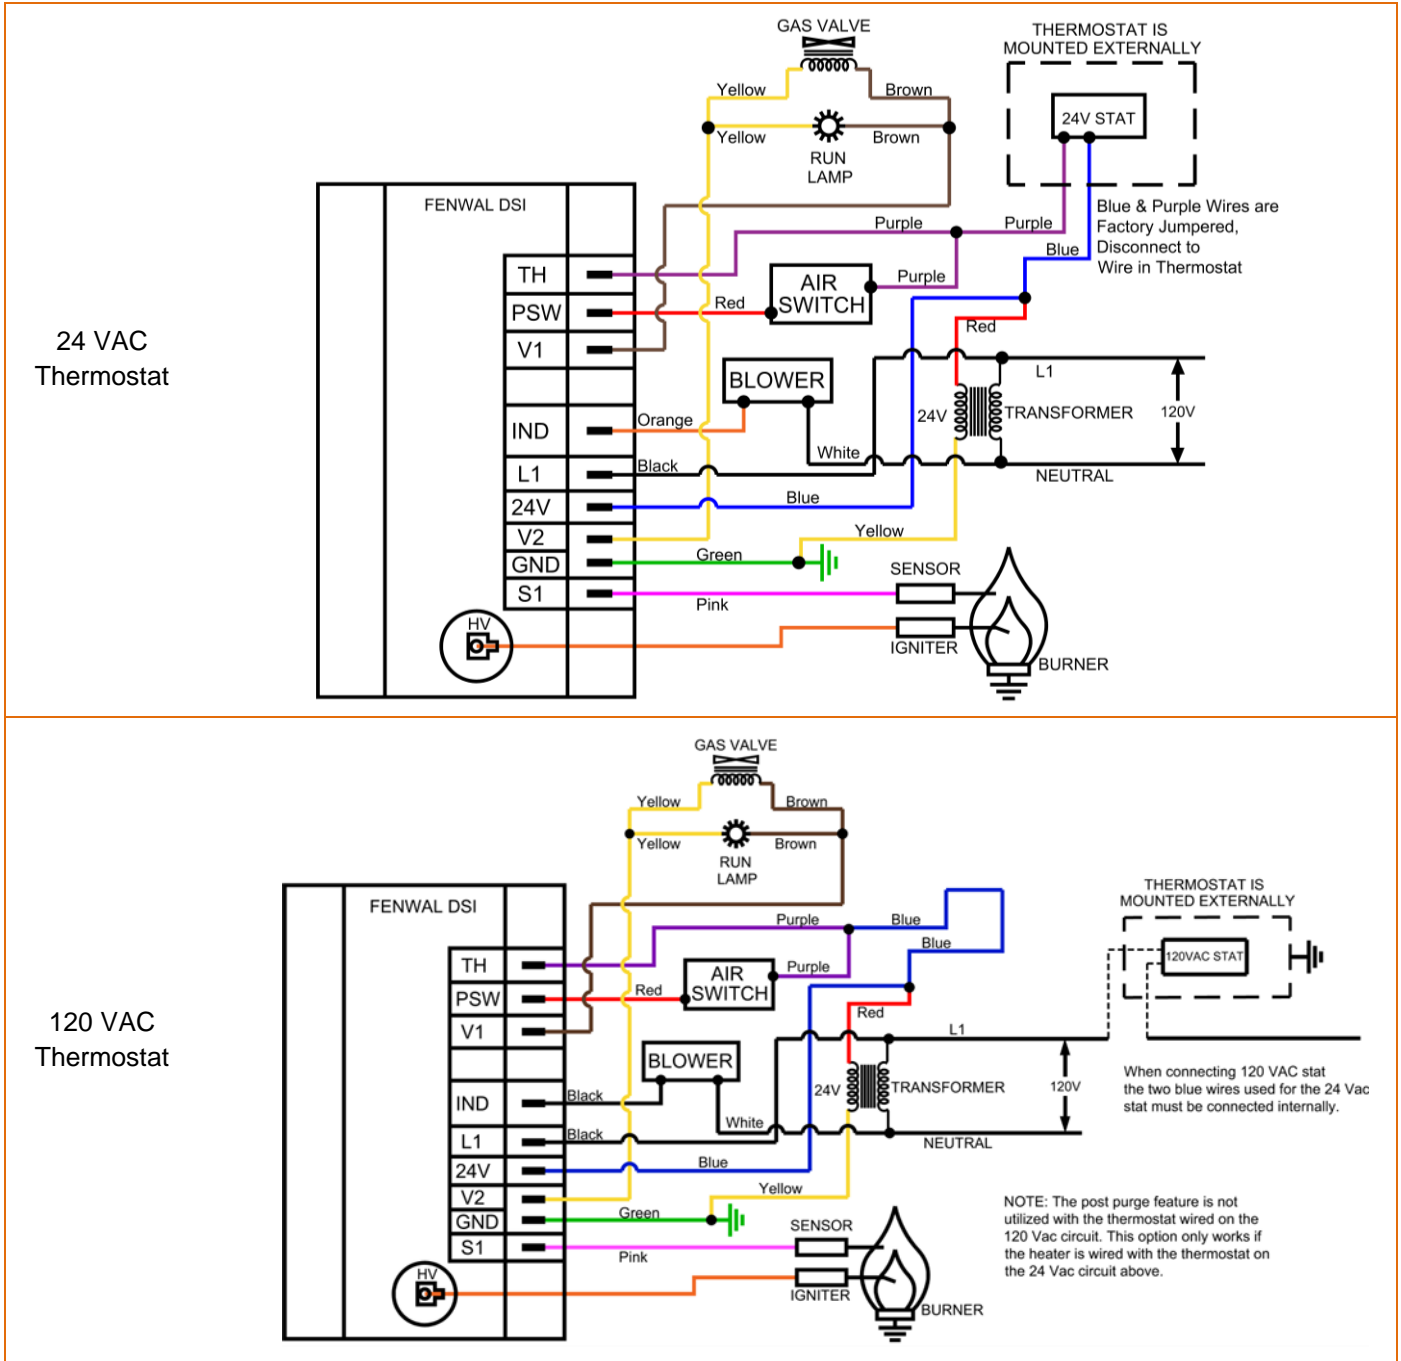 24 VAC
Thermostat
GAS VALVE
Yellow
Brown
Yellow
Brown
RUN
LAMP
THERMOSTAT IS
MOUNTED EXTERNALLY
24V STAT
Blue & Purple Wires are
Factory Jumpered,
Disconnect to
Wire in Thermostat
FENWAL DSI
Purple
Purple
Blue
TH
Purple
AIR
SWITCH
PSW
Red
Red
V1
BLOWER
L1
24V
TRANSFORMER
120V
IND
Orange
White
L1
Black
NEUTRAL
24V
Blue
V2
Yellow
GND
Green
SENSOR
S1
Pink
HV
IGNITER
BURNER
120 VAC
Thermostat
GAS VALVE
Yellow
Brown
Yellow
Brown
RUN
LAMP
THERMOSTAT IS
MOUNTED EXTERNALLY
120VAC STAT
FENWAL DSI
Purple
Blue
Blue
TH
Purple
AIR
SWITCH
PSW
Red
Red
V1
L1
BLOWER
24V
TRANSFORMER
120V
When connecting 120 VAC stat
the two blue wires used for the 24 Vac
stat must be connected internally.
IND
Black
White
L1
Black
NEUTRAL
24V
Blue
V2
Yellow
GND
Green
SENSOR
S1
Pink
HV
IGNITER
BURNER
NOTE: The post purge feature is not
utilized with the thermostat wired on the
120 Vac circuit. This option only works if
the heater is wired with the thermostat on
the 24 Vac circuit above.